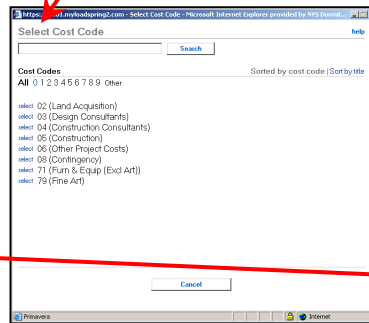 https: 01.myloadspring2.com - Select Cost Code - Microsoft Internet Explorer provided by NYS Dormit...
Select Cost Code
help
Search
Cost Codes
Sorted by cost code | Sort by title
All 0 1 2 3 4 5 6 7 8 9 Other
select 02 (Land Acquisition)
select 03 (Design Consultants)
select 04 (Construction Consultants)
select 05 (Construction)
select 06 (Other Project Costs)
select 08 (Contingency)
select 71 (Furn & Equip (Excl Art))
select 79 (Fine Art)
Cancel
Primavera
Internet